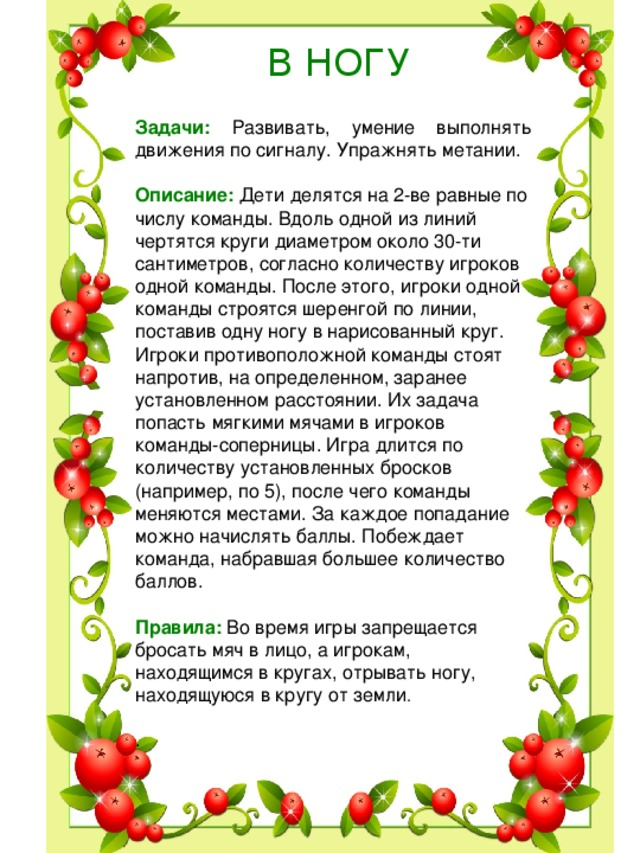 В НОГУ
Задачи: Развивать, умение выполнять
движения по сигналу. Упражнять метании.
Описание: Дети делятся на 2-ве равные по
числу команды. Вдоль одной из линий
чертятся круги диаметром около 30-ти
сантиметров, согласно количеству игроков
одной команды. После этого, игроки одной
команды строятся шеренгой по линии,
поставив одну ногу в нарисованный круг.
Игроки противоположной команды стоят
напротив, на определенном, заранее
установленном расстоянии. Их задача
попасть мягкими мячами в игроков
команды-соперницы. Игра длится по
количеству установленных бросков
(например, по 5), после чего команды
меняются местами. За каждое попадание
можно начислять баллы. Побеждает
команда, набравшая большее количество
баллов.
Правила: Во время игры запрещается
бросать мяч в лицо, а игрокам,
находящимся в кругах, отрывать ногу,
находящуюся в кругу от земли.